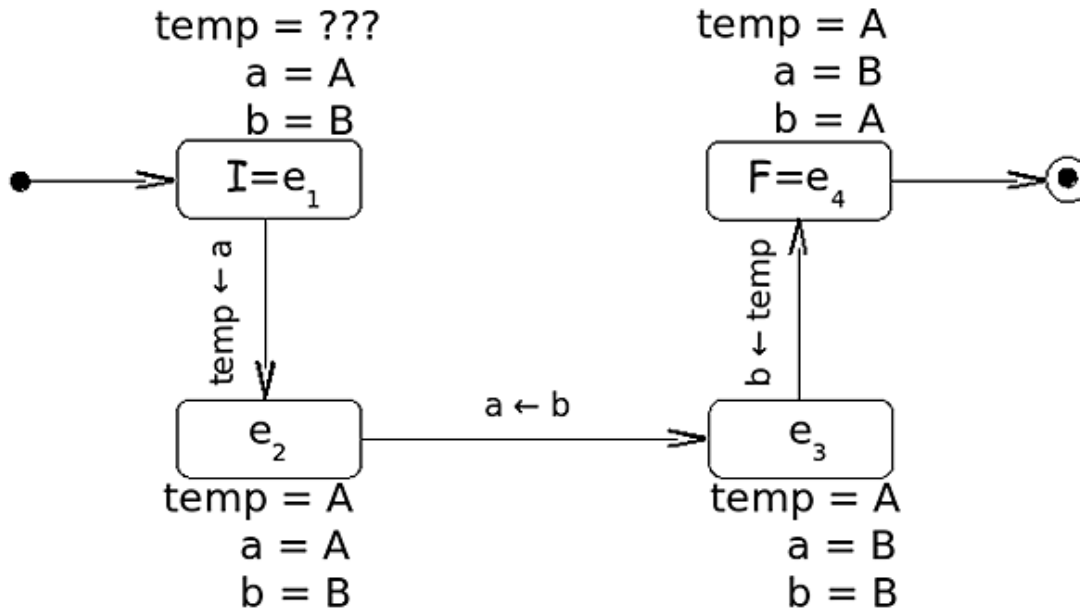 temp = ???
a = A
b = B
I=e₁
temp ← a
e₂
temp = A
a = A
b = B
a ← b
e₃
temp = A
a = B
b = B
b ← temp
temp = A
a = B
b = A
F=e₄